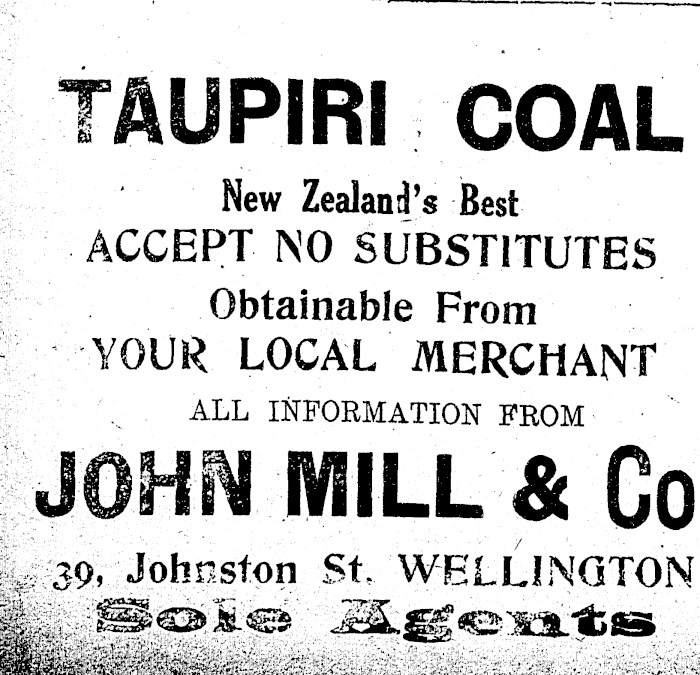 TAUPIRI COAL
New Zealand's Best
ACCEPT NO SUBSTITUTES
Obtainable From
YOUR LOCAL MERCHANT
ALL INFORMATION FROM
JOHN MILL & Co
39, Johnston St. WELLINGTON
Sole Agents